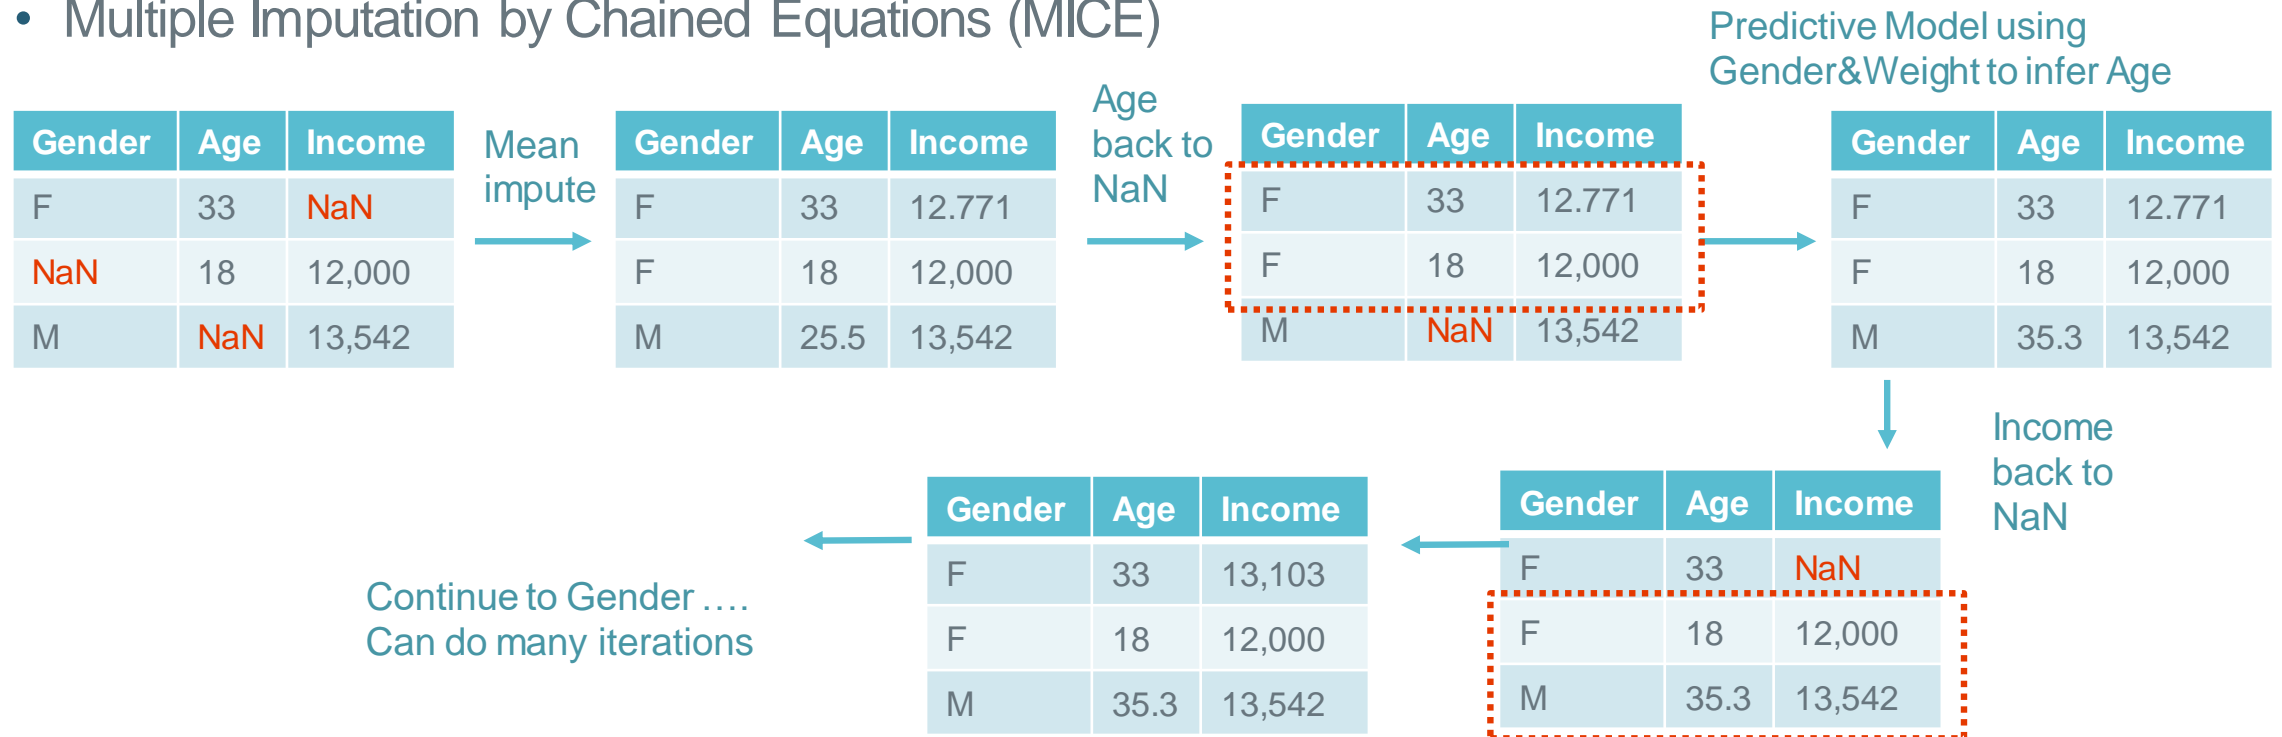 • Multiple Imputation by Chained Equations (MICE)
Predictive Model using
Gender&Weight to infer Age
Gender Age Income
F 33 NaN
NaN 18 12,000
M NaN 13,542
Mean
impute
Gender Age Income
F 33 12.771
F 18 12,000
M 25.5 13,542
Age
back to
NaN
Gender Age Income
F 33 12.771
F 18 12,000
M NaN 13,542
Gender Age Income
F 33 12.771
F 18 12,000
M 35.3 13,542
Income
back to
NaN
Gender Age Income
F 33 NaN
F 18 12,000
M 35.3 13,542
Gender Age Income
F 33 13,103
F 18 12,000
M 35.3 13,542
Continue to Gender ....
Can do many iterations